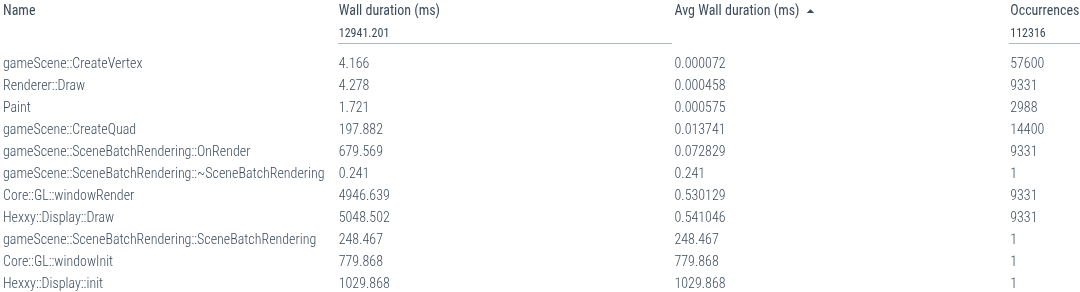 Name Wall duration (ms) Avg Wall duration (ms) Occurrences
12941.201 112316
gameScene::CreateVertex 4.166 0.000072 57600
Renderer::Draw 4.278 0.000458 9331
Paint 1.721 0.000575 2988
gameScene::CreateQuad 197.882 0.013741 14400
gameScene::SceneBatchRendering::OnRender 679.569 0.072829 9331
gameScene::SceneBatchRendering::~SceneBatchRendering 0.241 0.241 1
Core::GL::windowRender 4946.639 0.530129 9331
Hexxy::Display::Draw 5048.502 0.541046 9331
gameScene::SceneBatchRendering::SceneBatchRendering 248.467 248.467 1
Core::GL::windowInit 779.868 779.868 1
Hexxy::Display::init 1029.868 1029.868 1